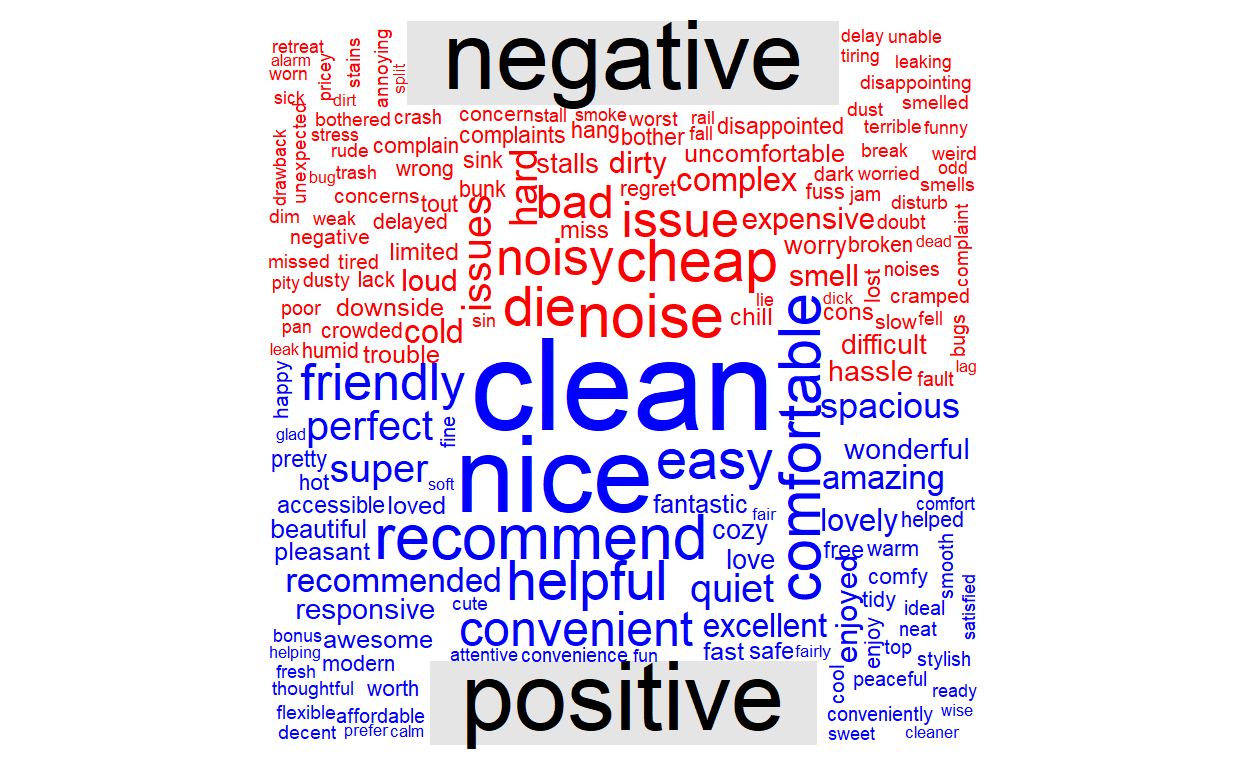 negative
retreat
alarm
worn
pricey
stains
annoying
split
sick
dirt
delay unable
tiring
leaking
disappointing
smelled
dust
bothered crash
concern stall smoke worst rail
disappointed
terrible funny
drawback
unexpected
stress
rude complain
complaints hang bother fall
uncomfortable break weird
bug trash wrong sink
hard
stalls dirty
complex
dark worried odd
smells
concerns tout bunk
regret
fuss jam
disturb
dim weak delayed
issues
bad
miss
issue expensive doubt
complaint
negative limited
noisy cheap
worry broken dead
missed tired
pity dusty lack loud
smell
lost
noises
poor downside
die noise
lie
chill
dick
cons
cramped
slow fell
bugs
pan crowded cold sin
leak humid trouble
difficult
hassle fault lag
happy
friendly
clean
comfortable
spacious
glad perfect fine
pretty super
nice
easy
wonderful
amazing
hot
soft
accessible loved
fantastic fair
comfort
beautiful
recommend
cozy
lovely helped
pleasant
love
free warm
smooth
recommended helpful quiet
enjoyed
comfy
satisfied
responsive cute
tidy ideal
bonus awesome
convenient excellent
enjoy
neat
helping
attentive convenience fun
fast safe fairly
top
stylish
fresh modern
positive
cool
peaceful
thoughtful worth
ready
flexible affordable
conveniently wise
decent prefer calm
sweet cleaner